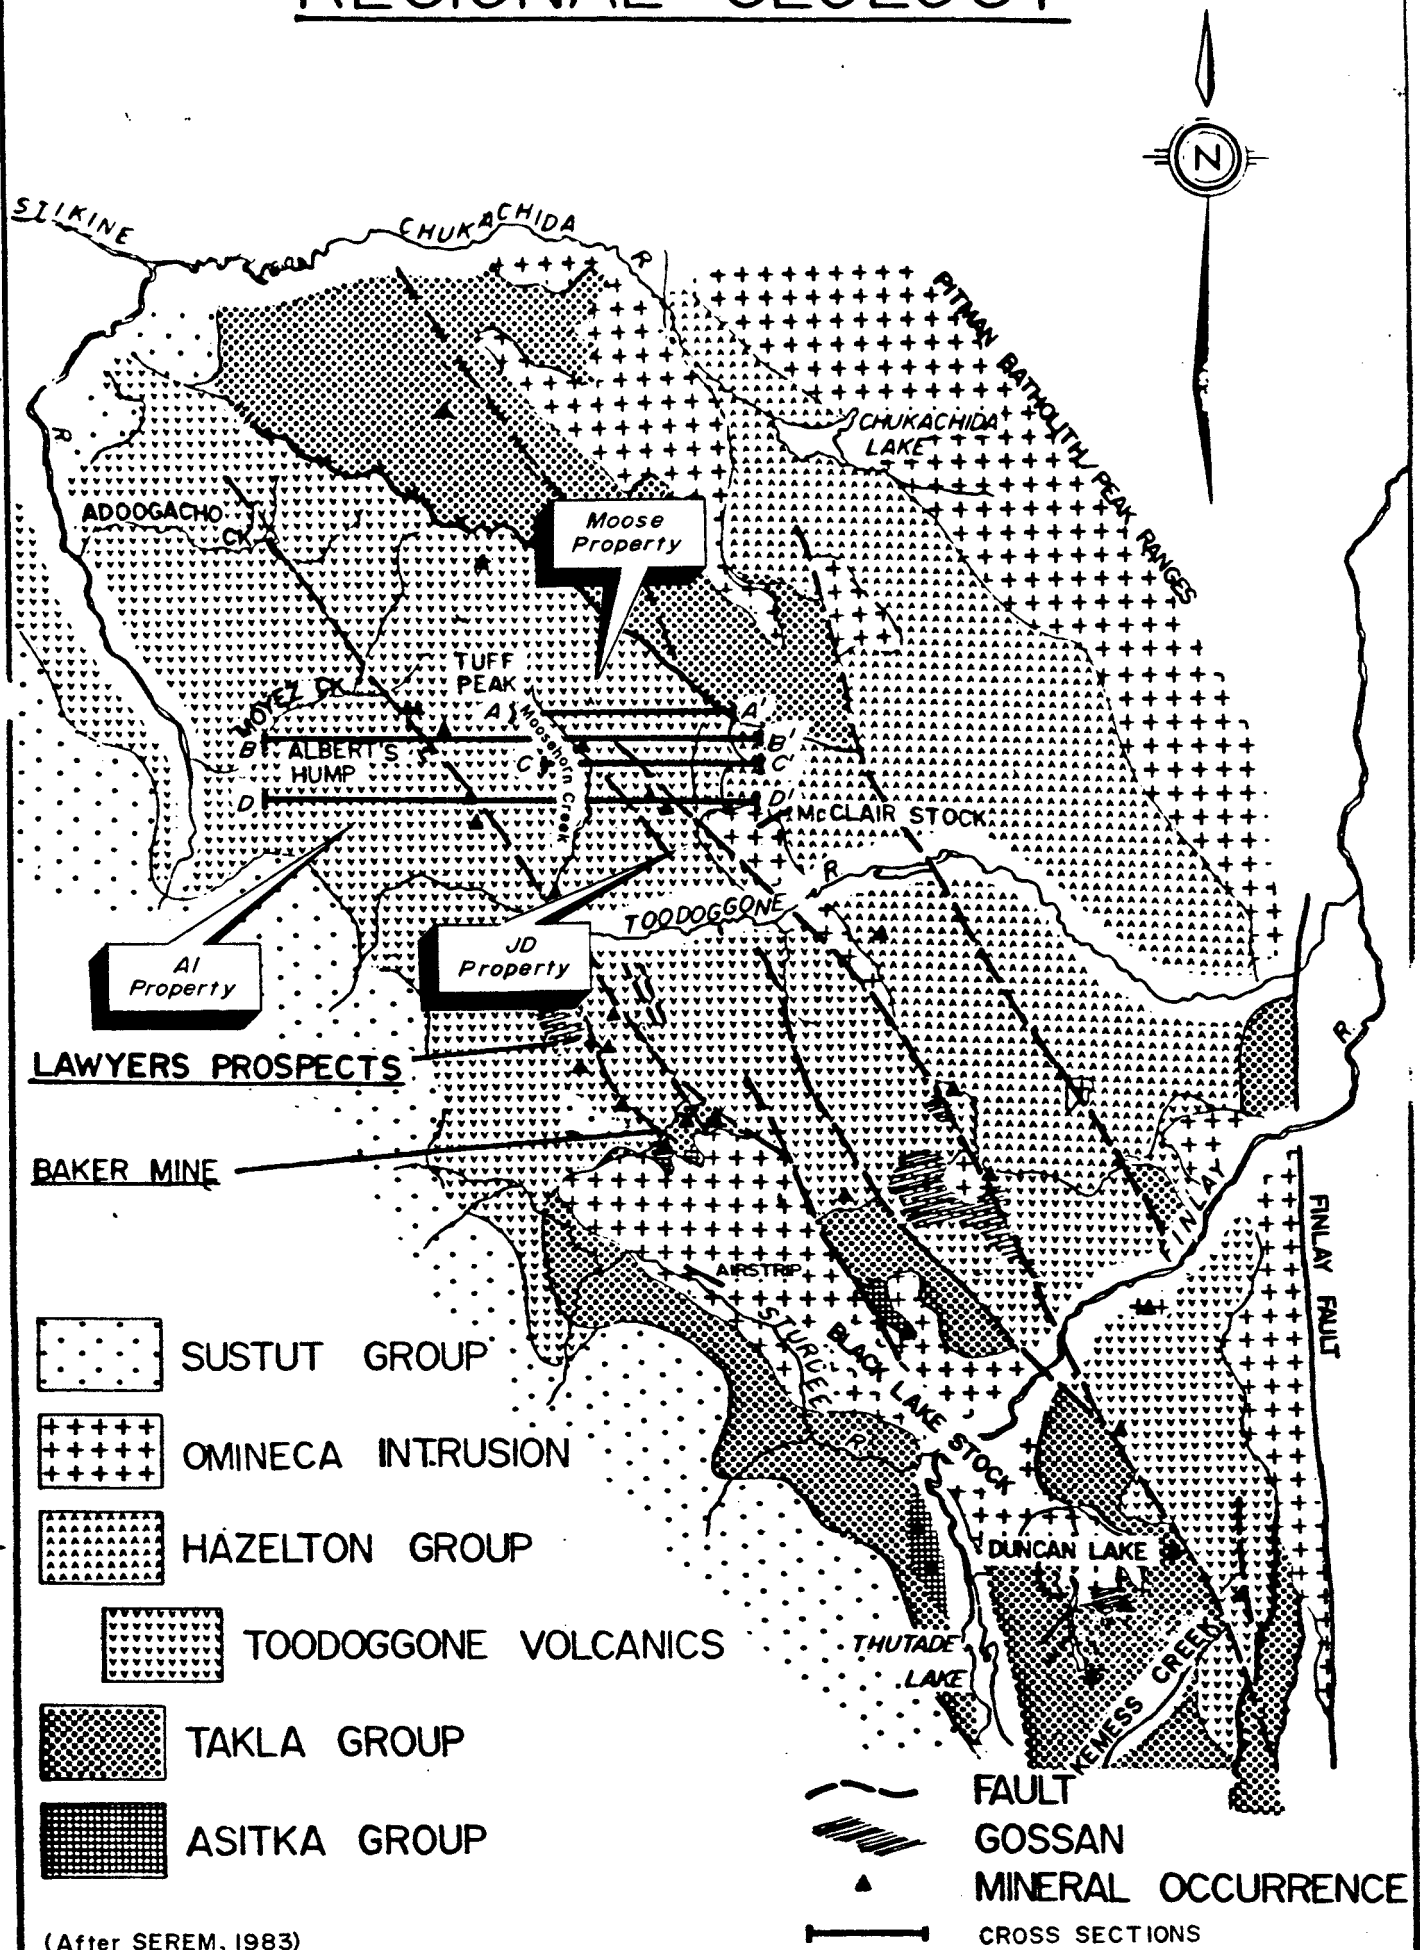 REGIONAL GEOLOGY
N
STIKINE
CHUKACHIDA
R
PITMAN BATHOLITH/PEAK RANGES
CHUKACHIDA
LAKE
R
ADOOGACHO
CK
Moose
Property
TUFF
PEAK
MOYEZ CK
A
A'
Moosehorn Creek
B
ALBERT'S
HUMP
B'
C
C'
D
D'
McCLAIR STOCK
R
TOODOGGONE
Al
Property
JD
Property
R
LAWYERS PROSPECTS
BAKER MINE
FINLAY
FINLAY FAULT
AIRSTRIP
STURDEE
R
BLACK LAKE STOCK
DUNCAN LAKE
THUTADE
LAKE
KEMESS CREEK
SUSTUT GROUP
OMINECA INTRUSION
HAZELTON GROUP
TOODOGGONE VOLCANICS
TAKLA GROUP
ASITKA GROUP
FAULT
GOSSAN
MINERAL OCCURRENCE
CROSS SECTIONS
(After SEREM, 1983)